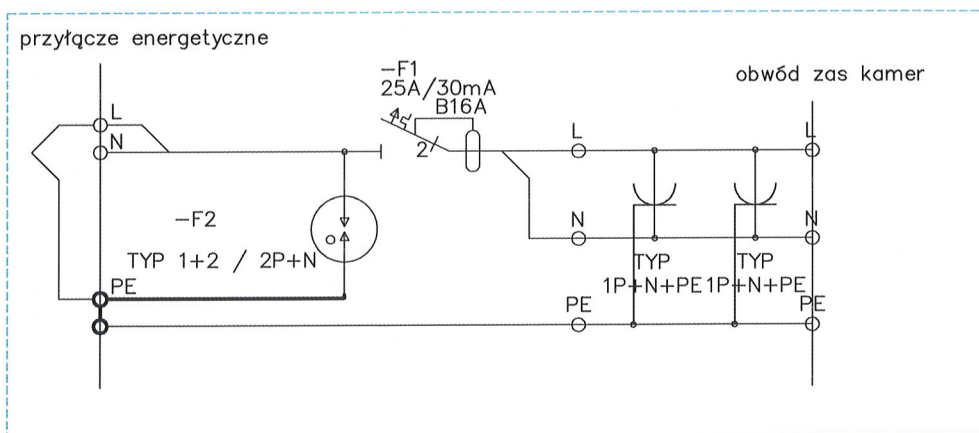 przyłącze energetyczne
-F1
25A/30mA
B16A
obwód zas kamer
L
N
2
L
L
-F2
TYP 1+2 / 2P+N
N
N
TYP
TYP
1P+N+PE
1P+N+PE
PE
PE
PE